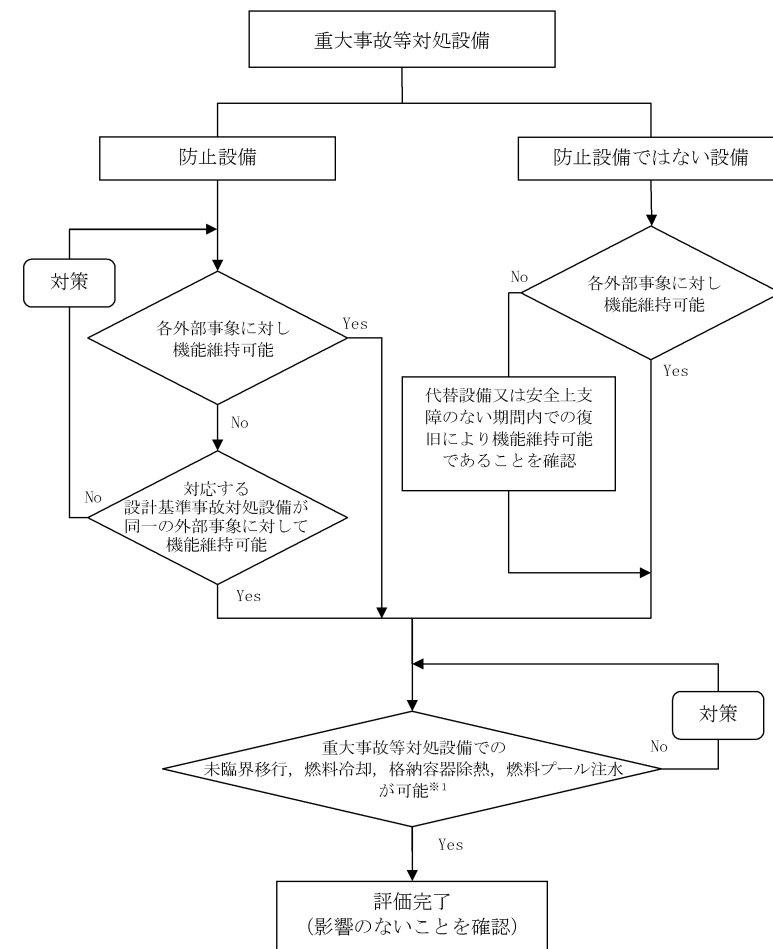 重大事故等対処設備
防止設備
防止設備ではない設備
対策
各外部事象に対し
機能維持可能
Yes
No
対応する
設計基準事故対処設備が
同一の外部事象に対して
機能維持可能
No
Yes
各外部事象に対し
機能維持可能
No
Yes
代替設備又は安全上支
障のない期間内での復
旧により機能維持可能
であることを確認
重大事故等対処設備での
未臨界移行，燃料冷却，格納容器除熱，燃料プール注水
が可能※1
No
対策
Yes
評価完了
（影響のないことを確認）